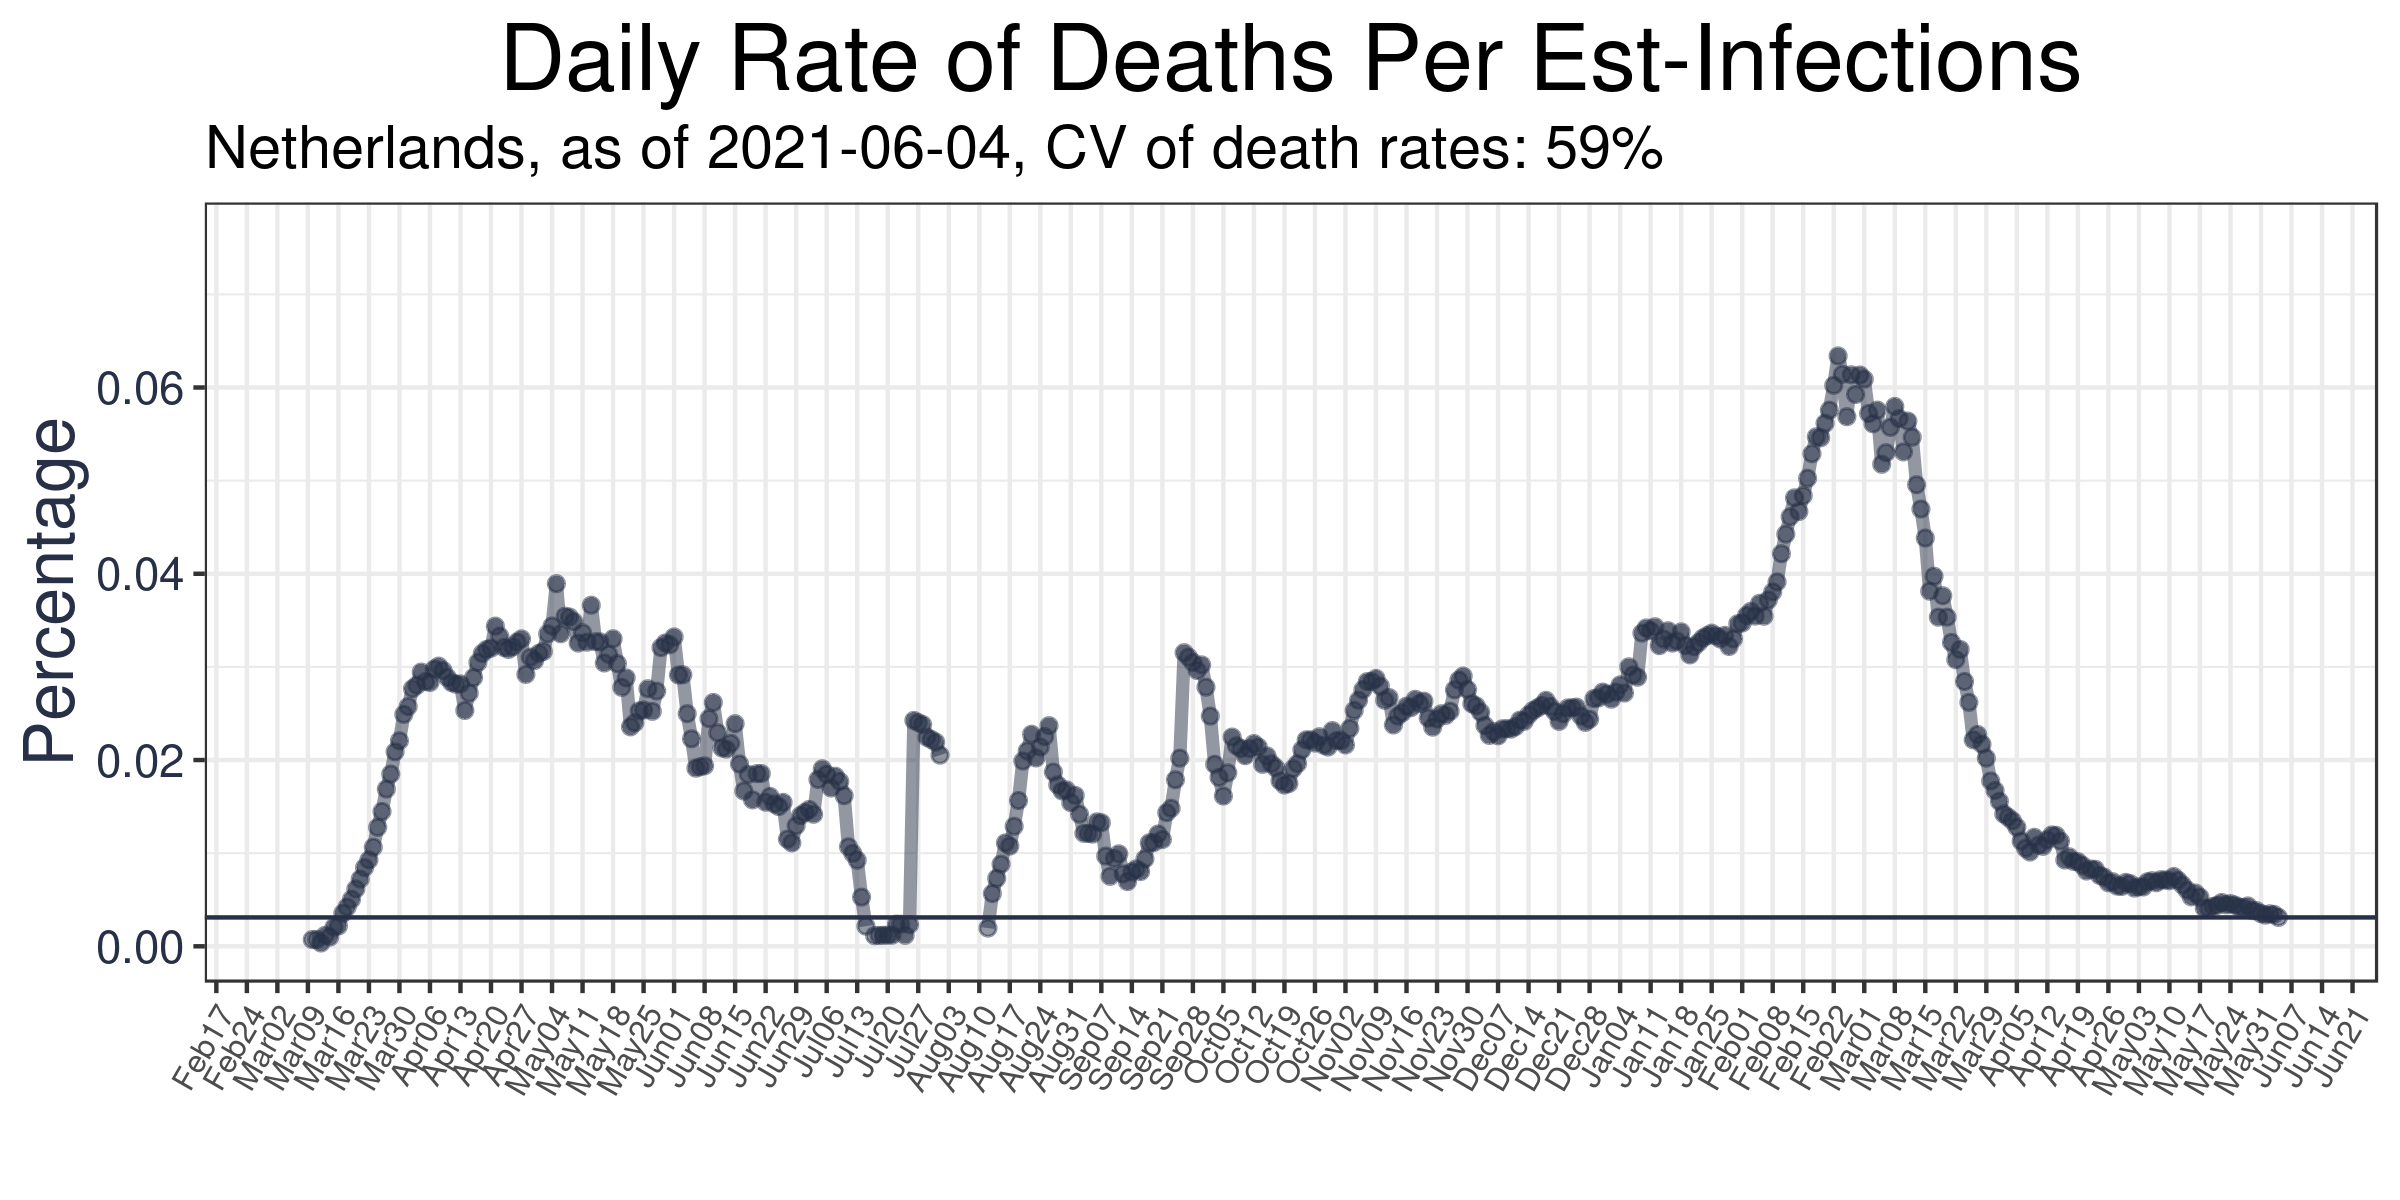 Daily Rate of Deaths Per Est-Infections
Netherlands, as of 2021-06-04, CV of death rates: 59%
Percentage
0.06
0.04
0.02
0.00
Feb17
Feb24
Mar02
Mar09
Mar16
Mar23
Mar30
Apr06
Apr13
Apr20
Apr27
May04
May11
May18
May25
Jun01
Jun08
Jun15
Jun22
Jun29
Jul06
Jul13
Jul20
Jul27
Aug03
Aug10
Aug17
Aug24
Aug31
Sep07
Sep14
Sep21
Sep28
Oct05
Oct12
Oct19
Oct26
Nov02
Nov09
Nov16
Nov23
Nov30
Dec07
Dec14
Dec21
Dec28
Jan04
Jan11
Jan18
Jan25
Feb01
Feb08
Feb15
Feb22
Mar01
Mar08
Mar15
Mar22
Mar29
Apr05
Apr12
Apr19
Apr26
May03
May10
May17
May24
May31
Jun07
Jun14
Jun21